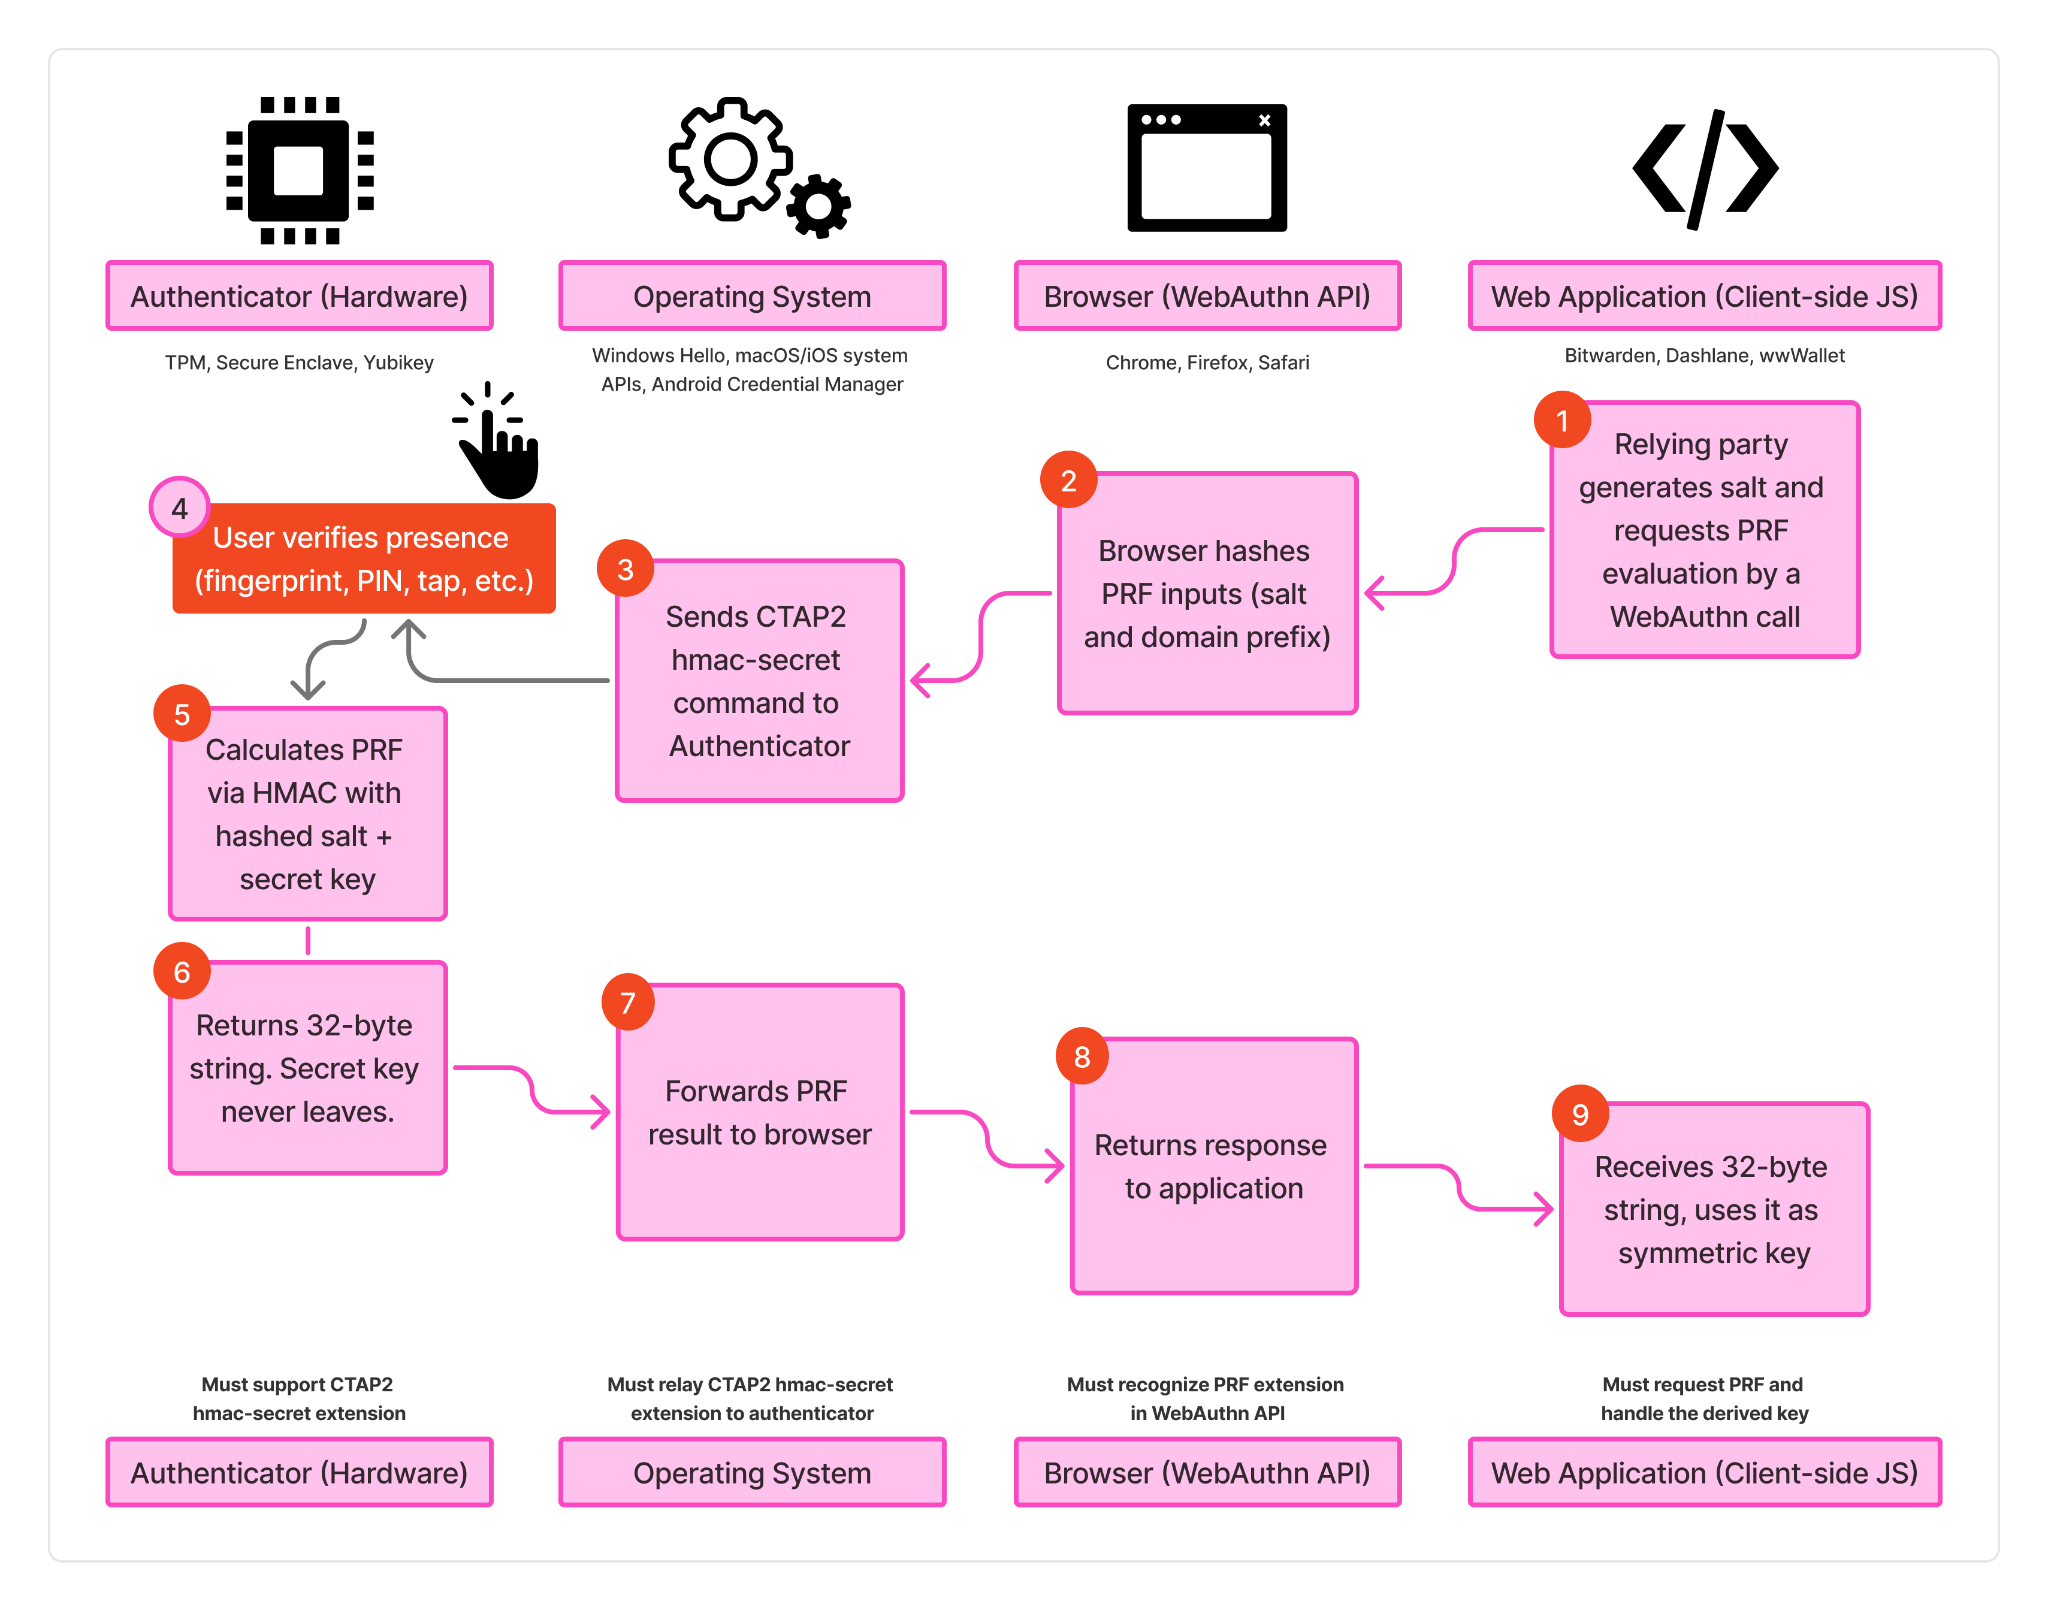 Authenticator (Hardware)
Operating System
Browser (WebAuthn API)
Web Application (Client-side JS)
TPM, Secure Enclave, Yubikey
Windows Hello, macOS/iOS system
APIs, Android Credential Manager
Chrome, Firefox, Safari
Bitwarden, Dashlane, wwWallet
1
Relying party
generates salt and
requests PRF
evaluation by a
WebAuthn call
2
Browser hashes
PRF inputs (salt
and domain prefix)
3
Sends CTAP2
hmac-secret
command to
Authenticator
4
User verifies presence
(fingerprint, PIN, tap, etc.)
5
Calculates PRF
via HMAC with
hashed salt +
secret key
6
Returns 32-byte
string. Secret key
never leaves.
7
Forwards PRF
result to browser
8
Returns response
to application
9
Receives 32-byte
string, uses it as
symmetric key
Must support CTAP2
hmac-secret extension
Must relay CTAP2 hmac-secret
extension to authenticator
Must recognize PRF extension
in WebAuthn API
Must request PRF and
handle the derived key
Authenticator (Hardware)
Operating System
Browser (WebAuthn API)
Web Application (Client-side JS)